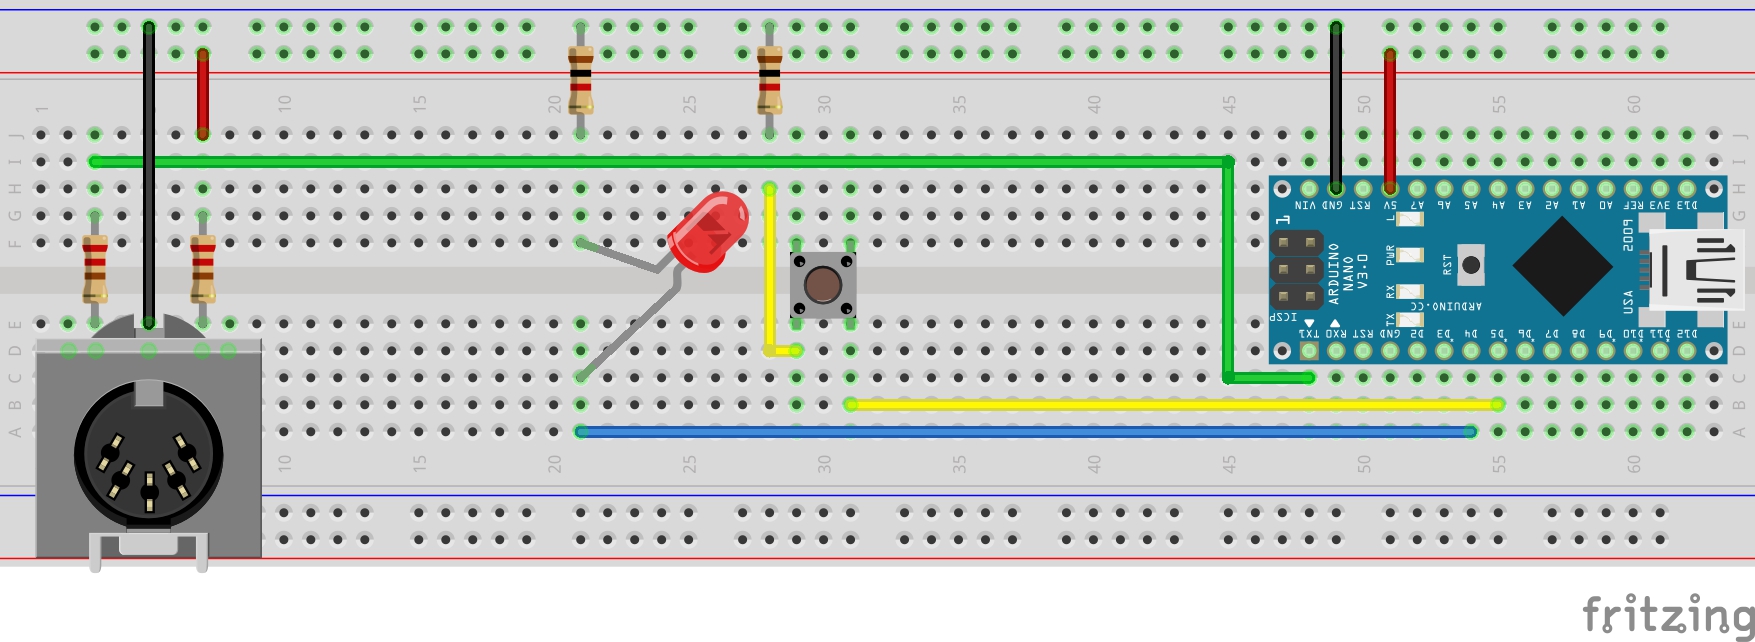 1 5 10 15 20 25 30 35 40 45 50 55 60
J J
I I
H H
G G
F F
VIN GND RST 5V A7 A6 A5 A4 A3 A2 A1 A0 REF 3V3 D13
1
L
PWR
RX
TX
RST
ARDUINO
NANO
V3.0
ARDUINO.CC
USA
2009
ICSP
TX1 RX0 RST GND D2 D3 D4 D5 D6 D7 D8 D9 D10 D11 D12
E E
D D
C C
B B
A A
10 15 20 25 30 35 40 45 50 55 60
fritzing